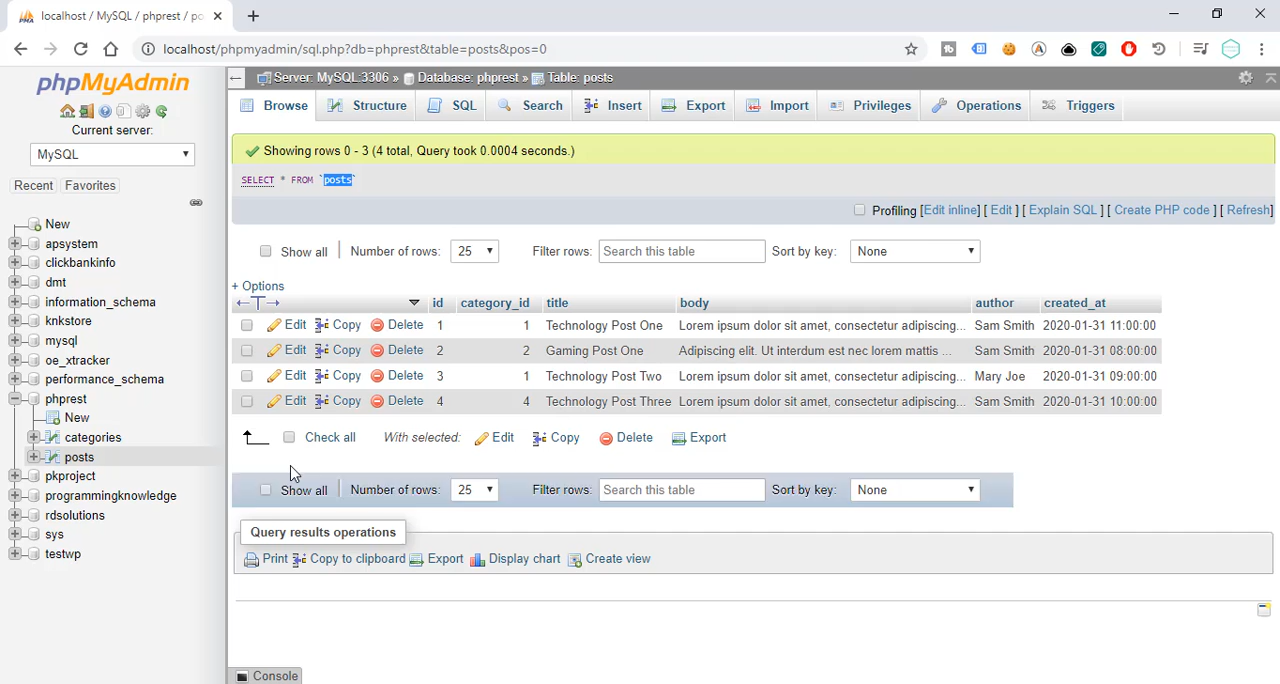 localhost / MySQL / phprest / po
localhost/phpmyadmin/sql.php?db=phprest&table=posts&pos=0
phpMyAdmin
Current server:
MySQL
Recent Favorites
New
apsystem
clickbankinfo
dmt
information_schema
knkstore
mysql
oe_xtracker
performance_schema
phprest
New
categories
posts
pkproject
programmingknowledge
rdsolutions
sys
testwp
Server: MySQL:3306 » Database: phprest » Table: posts
Browse Structure SQL Search Insert Export Import Privileges Operations Triggers
Showing rows 0 - 3 (4 total, Query took 0.0004 seconds.)
SELECT * FROM `posts`
Profiling [Edit inline] [ Edit ] [ Explain SQL ] [ Create PHP code ] [ Refresh]
Show all Number of rows: 25 Filter rows: Search this table Sort by key: None
+ Options
id category_id title body author created_at
Edit Copy Delete 1 1 Technology Post One Lorem ipsum dolor sit amet, consectetur adipiscing... Sam Smith 2020-01-31 11:00:00
Edit Copy Delete 2 2 Gaming Post One Adipiscing elit. Ut interdum est nec lorem mattis ... Sam Smith 2020-01-31 08:00:00
Edit Copy Delete 3 1 Technology Post Two Lorem ipsum dolor sit amet, consectetur adipiscing... Mary Joe 2020-01-31 09:00:00
Edit Copy Delete 4 4 Technology Post Three Lorem ipsum dolor sit amet, consectetur adipiscing... Sam Smith 2020-01-31 10:00:00
Check all With selected: Edit Copy Delete Export
Show all Number of rows: 25 Filter rows: Search this table Sort by key: None
Query results operations
Print Copy to clipboard Export Display chart Create view
Console